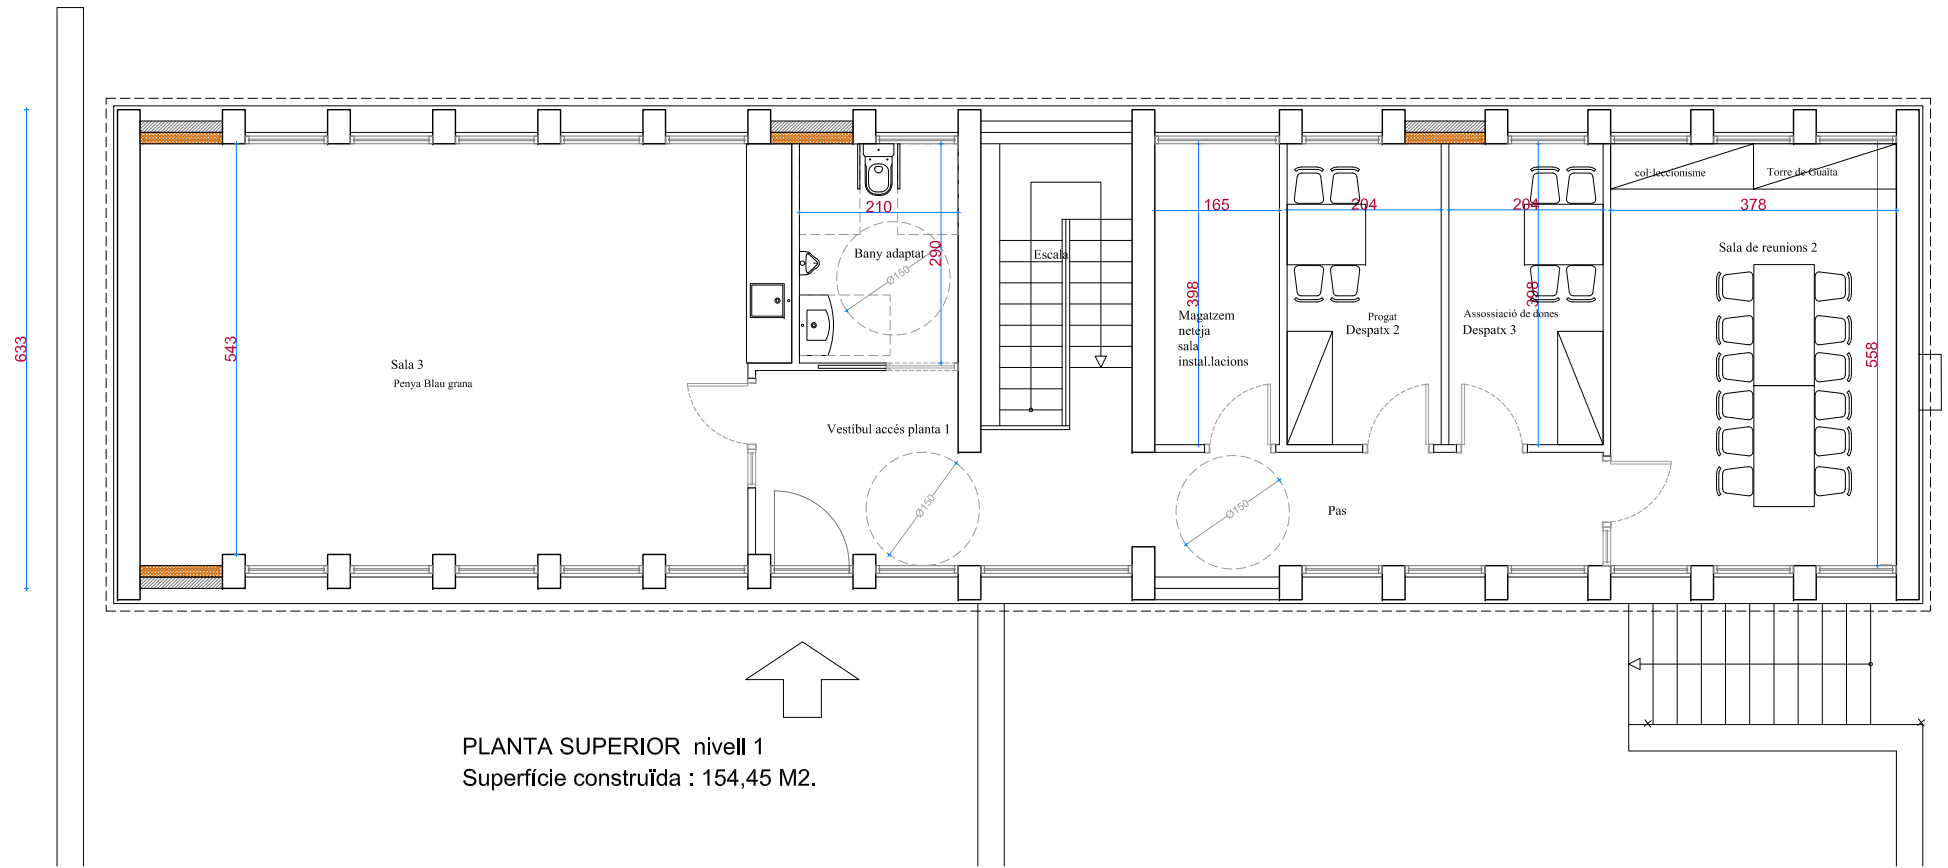 col·leccionisme
Torre de Guaita
210
165
204
204
378
633
543
290
Ø150
Bany adaptat
Escala
398
398
558
Sala de reunions 2
Magatzem
neteja
sala
instal.lacions
Progat
Despatx 2
Assossiació de dones
Despatx 3
Sala 3
Penya Blau grana
Vestíbul accés planta 1
Ø150
Ø150
Pas
PLANTA SUPERIOR nivell 1
Superfície construïda : 154,45 M2.